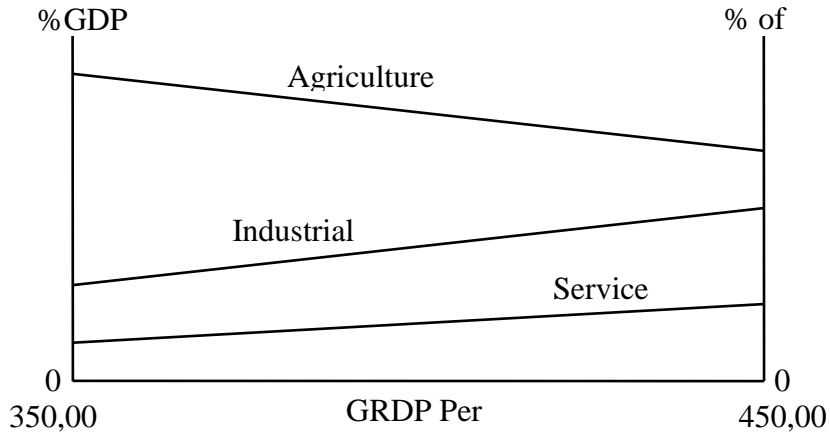 %GDP
% of
Agriculture
Industrial
Service
0
0
350,00
GRDP Per
450,00